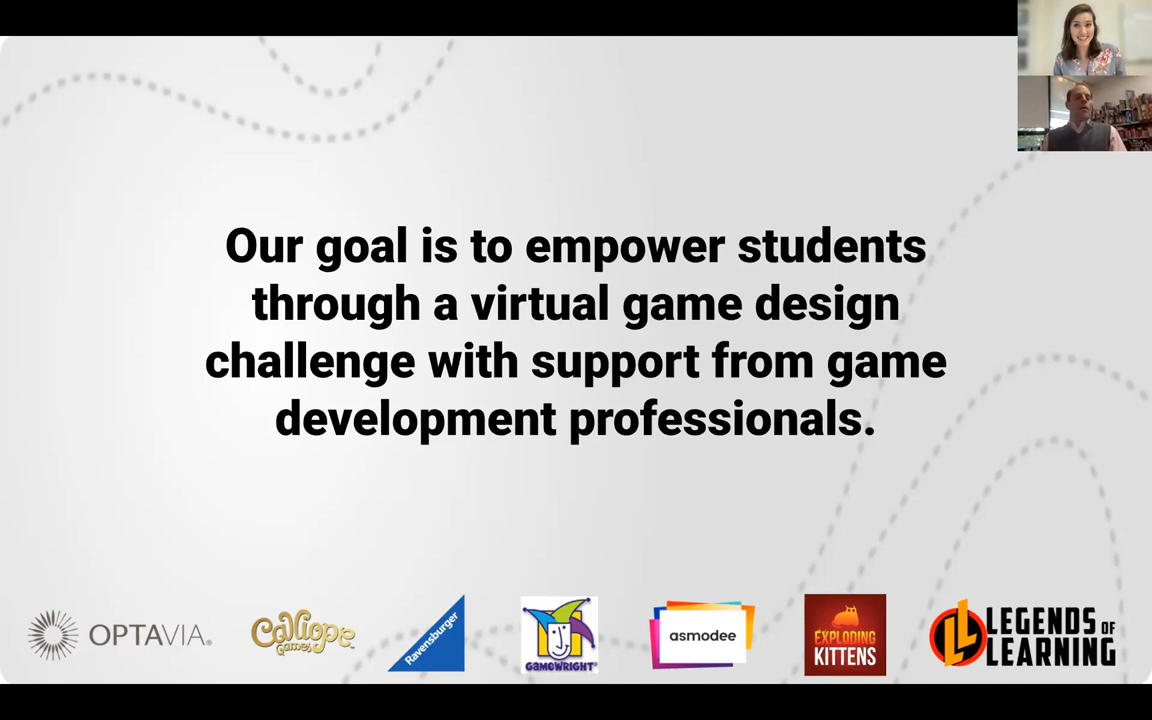 Our goal is to empower students
through a virtual game design
challenge with support from game
development professionals.
OPTAVIA®
Calliope
Games™
Ravensburger
GAMEWRIGHT®
asmodee
EXPLODING
KITTENS
LEGENDS OF
LEARNING